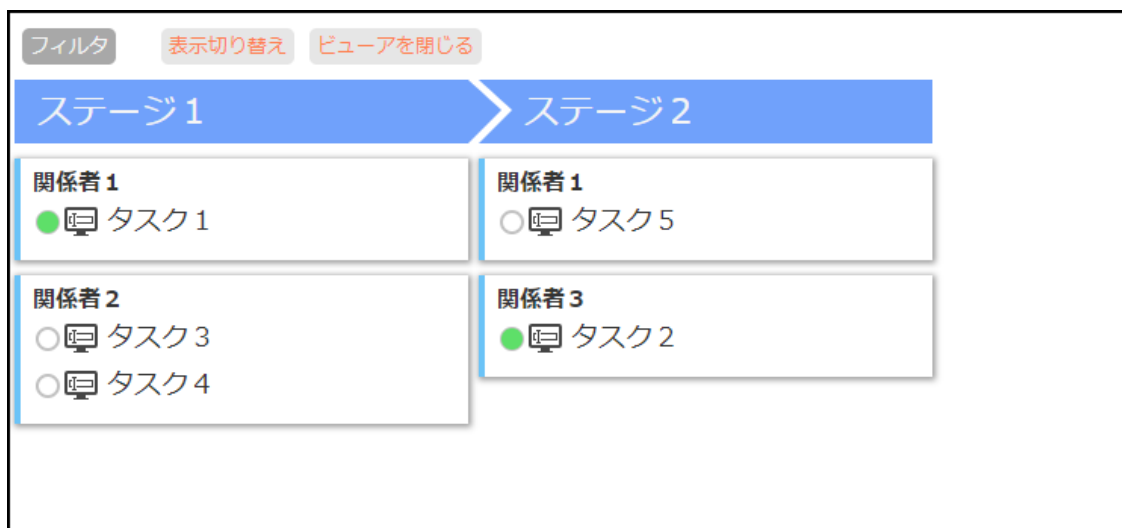 フィルタ 表示切り替え ビューアを閉じる
ステージ1 ステージ2
関係者1
タスク1
関係者2
タスク3
タスク4
関係者1
タスク5
関係者3
タスク2